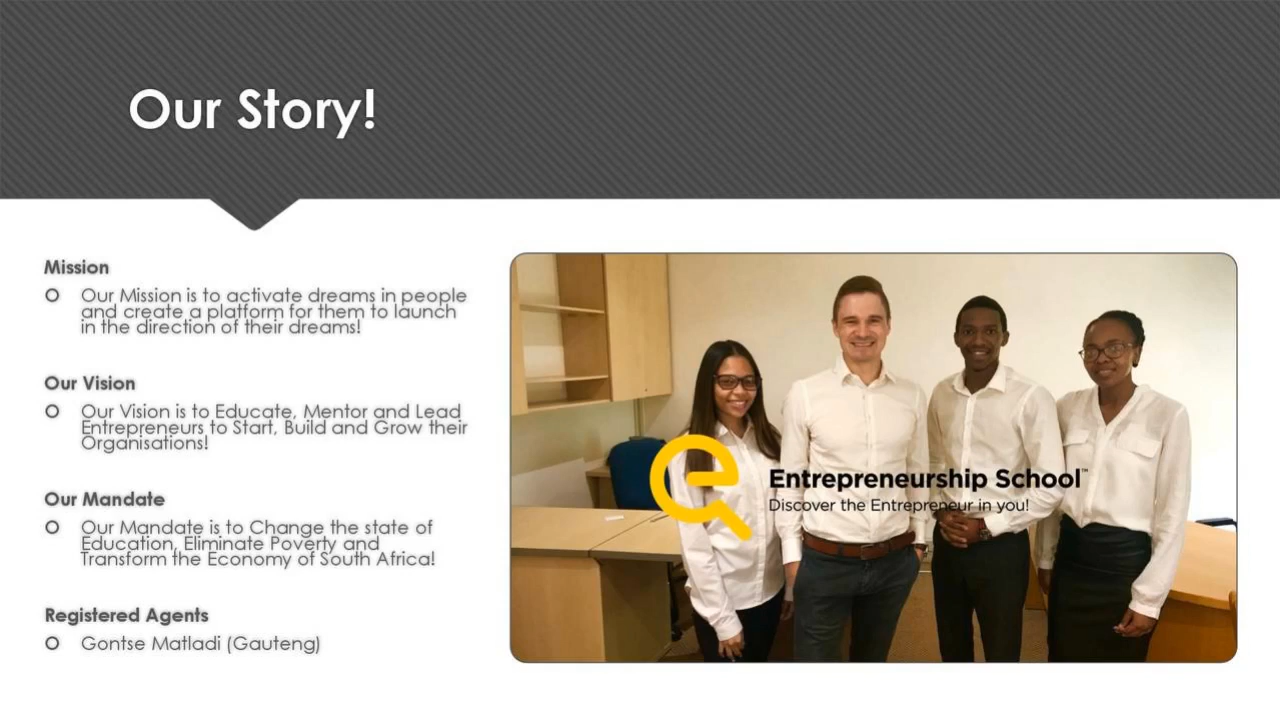 Our Story!
Mission
Our Mission is to activate dreams in people
and create a platform for them to launch
in the direction of their dreams!
Our Vision
Our Vision is to Educate, Mentor and Lead
Entrepreneurs to Start, Build and Grow their
Organisations!
Our Mandate
Our Mandate is to Change the state of
Education, Eliminate Poverty and
Transform the Economy of South Africa!
Registered Agents
Gontse Matladi (Gauteng)
Entrepreneurship School™
Discover the Entrepreneur in you!